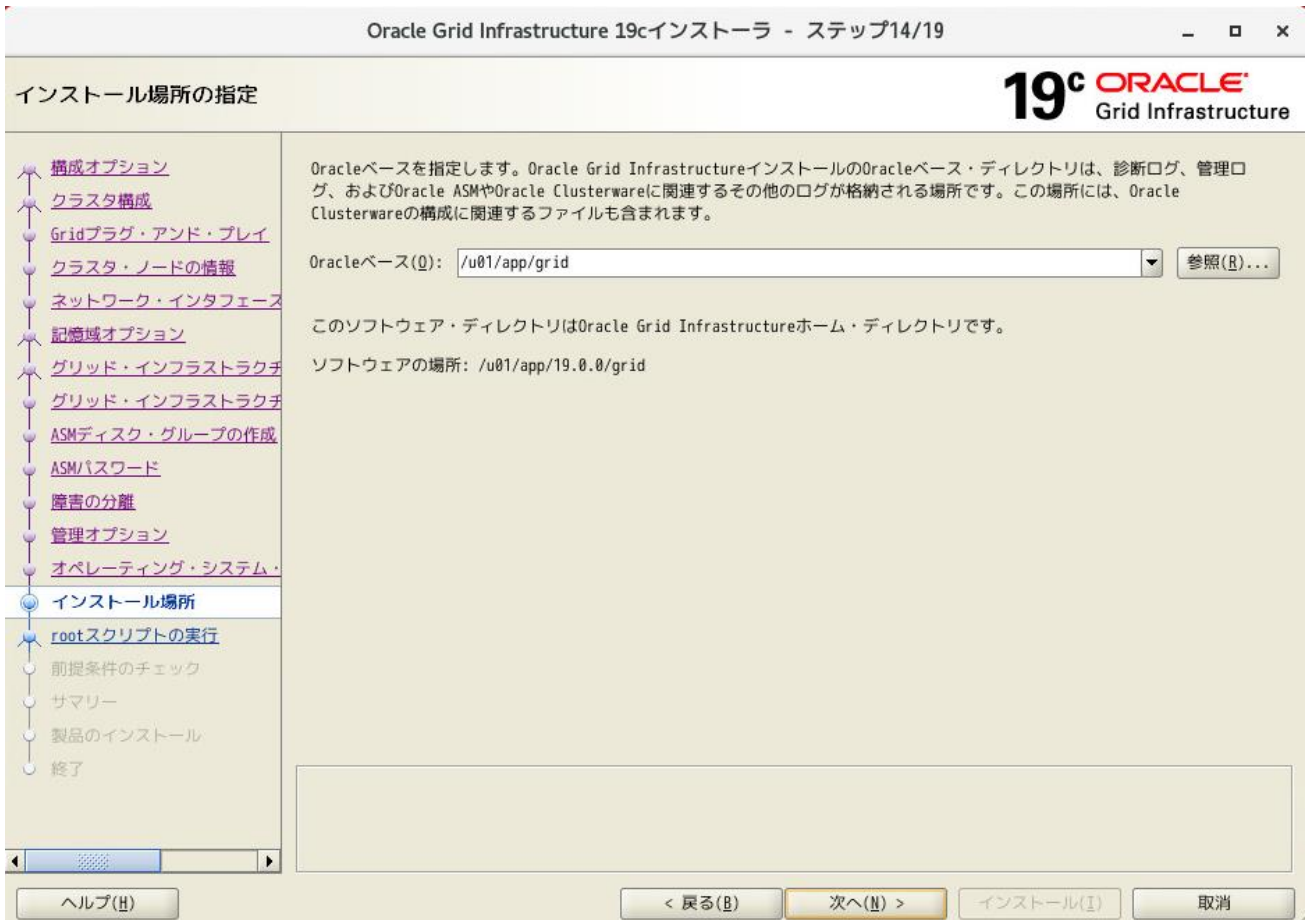 Oracle Grid Infrastructure 19cインストーラ - ステップ14/19
インストール場所の指定
19c ORACLE
Grid Infrastructure
構成オプション
クラスタ構成
Gridプラグ・アンド・プレイ
クラスタ・ノードの情報
ネットワーク・インタフェース
記憶域オプション
グリッド・インフラストラクチ
グリッド・インフラストラクチ
ASMディスク・グループの作成
ASMパスワード
障害の分離
管理オプション
オペレーティング・システム・
インストール場所
rootスクリプトの実行
前提条件のチェック
サマリー
製品のインストール
終了
Oracleベースを指定します。Oracle Grid InfrastructureインストールのOracleベース・ディレクトリは、診断ログ、管理ロ
グ、およびOracle ASMやOracle Clusterwareに関連するその他のログが格納される場所です。この場所には、Oracle
Clusterwareの構成に関連するファイルも含まれます。
Oracleベース(O): /u01/app/grid 参照(R)...
このソフトウェア・ディレクトリはOracle Grid Infrastructureホーム・ディレクトリです。
ソフトウェアの場所: /u01/app/19.0.0/grid
ヘルプ(H) < 戻る(B) 次へ(N) > インストール(I) 取消